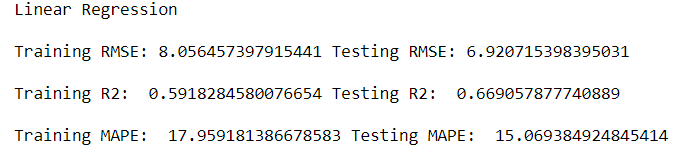 Linear Regression
Training RMSE: 8.056457397915441 Testing RMSE: 6.920715398395031
Training R2:  0.5918284580076654 Testing R2:  0.669057877740889
Training MAPE:  17.959181386678583 Testing MAPE:  15.069384924845414